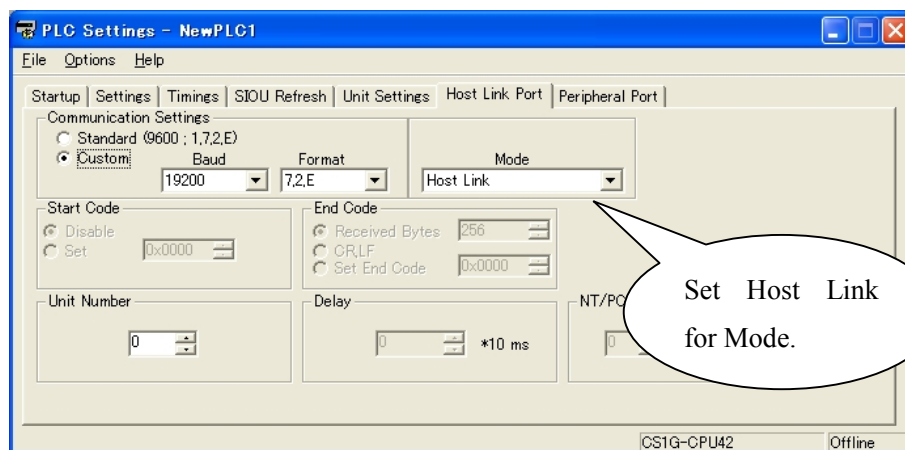 PLC Settings - NewPLC1
File Options Help
Startup Settings Timings SIOU Refresh Unit Settings Host Link Port Peripheral Port
Communication Settings
Standard (9600 ; 1,7,2,E)
Custom Baud Format Mode
19200 7,2,E Host Link
Start Code End Code
Disable Received Bytes 256
Set 0x0000 CR,LF
Set End Code 0x0000
Set Host Link
for Mode.
Unit Number Delay NT/PC
0 0 *10 ms 0
CS1G-CPU42 Offline